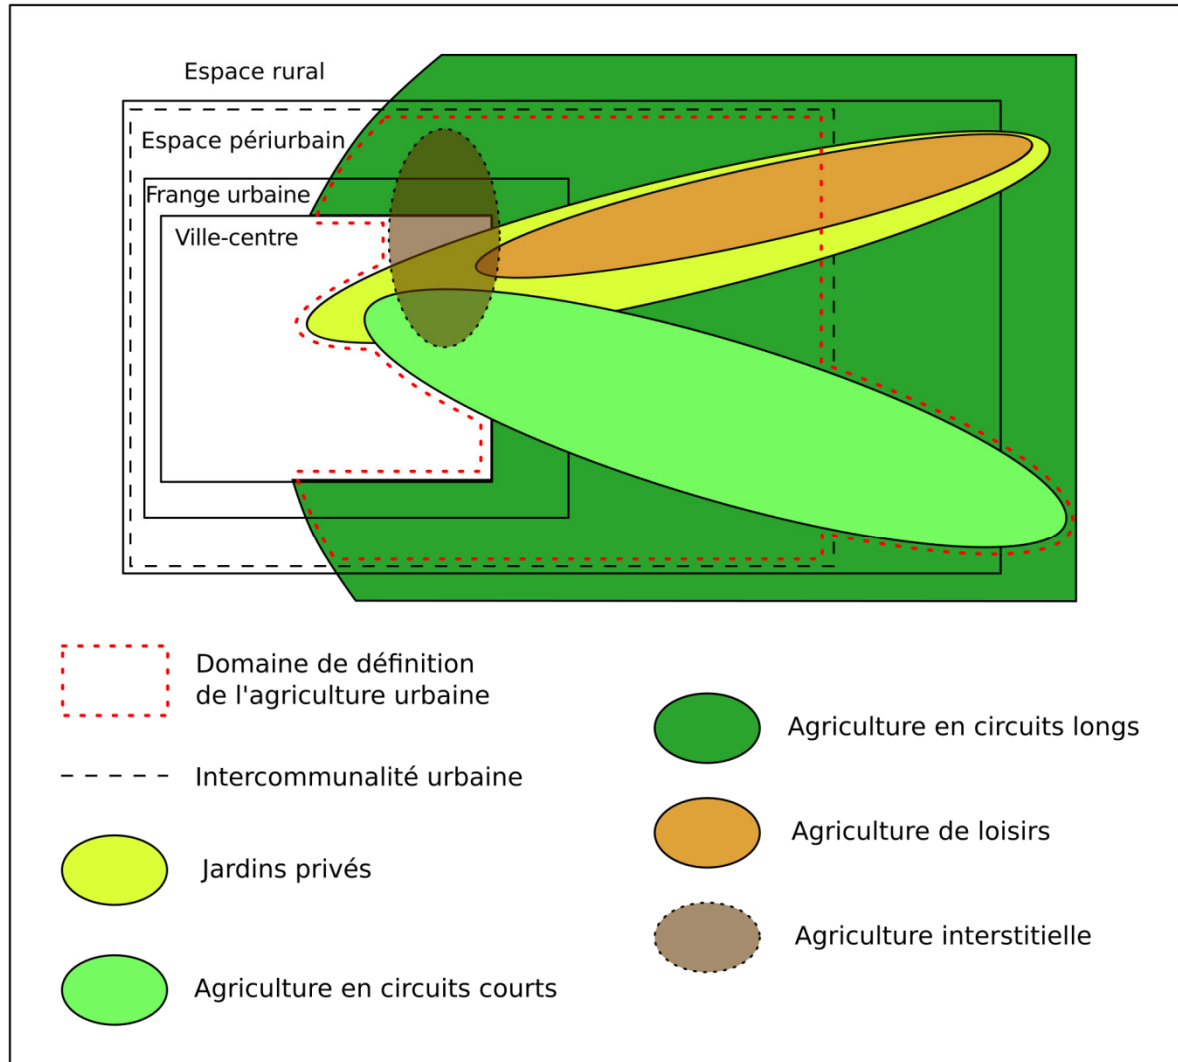 Espace rural
Espace périurbain
Frange urbaine
Ville-centre
Domaine de définition
de l'agriculture urbaine
Intercommunalité urbaine
Jardins privés
Agriculture en circuits courts
Agriculture en circuits longs
Agriculture de loisirs
Agriculture interstitielle